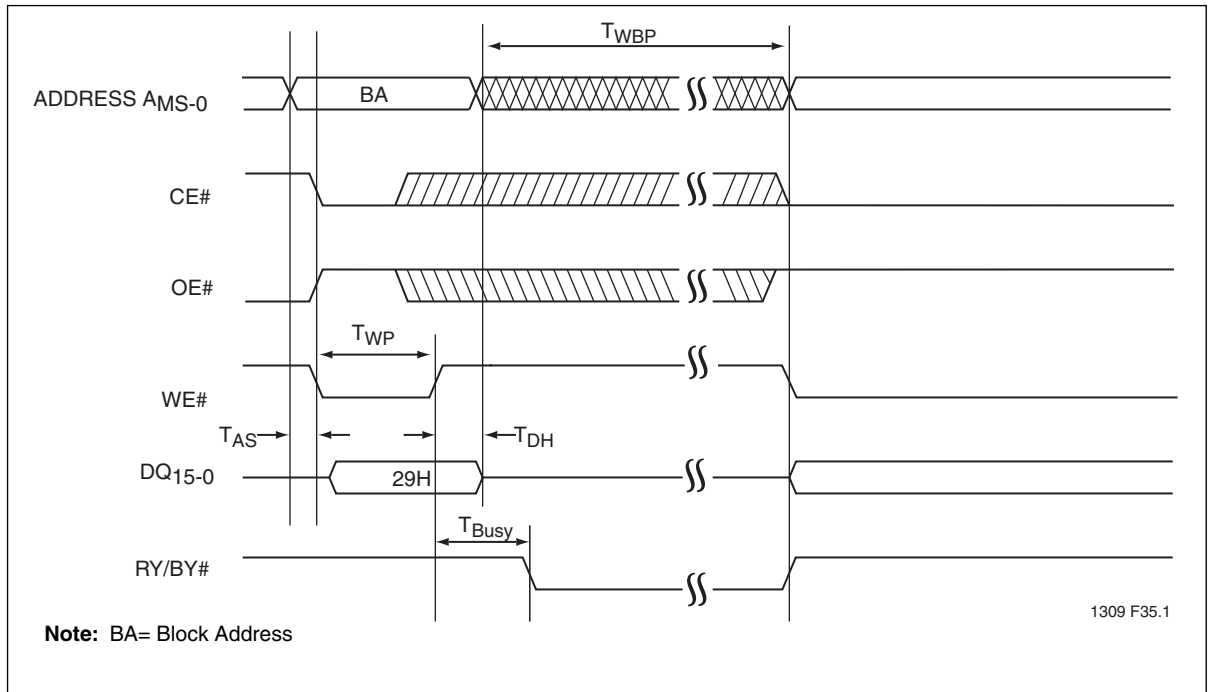 TWBP
ADDRESS AMS-0
BA
CE#
OE#
TWP
WE#
TAS
TDH
DQ15-0
29H
TBusy
RY/BY#
1309 F35.1
Note: BA= Block Address